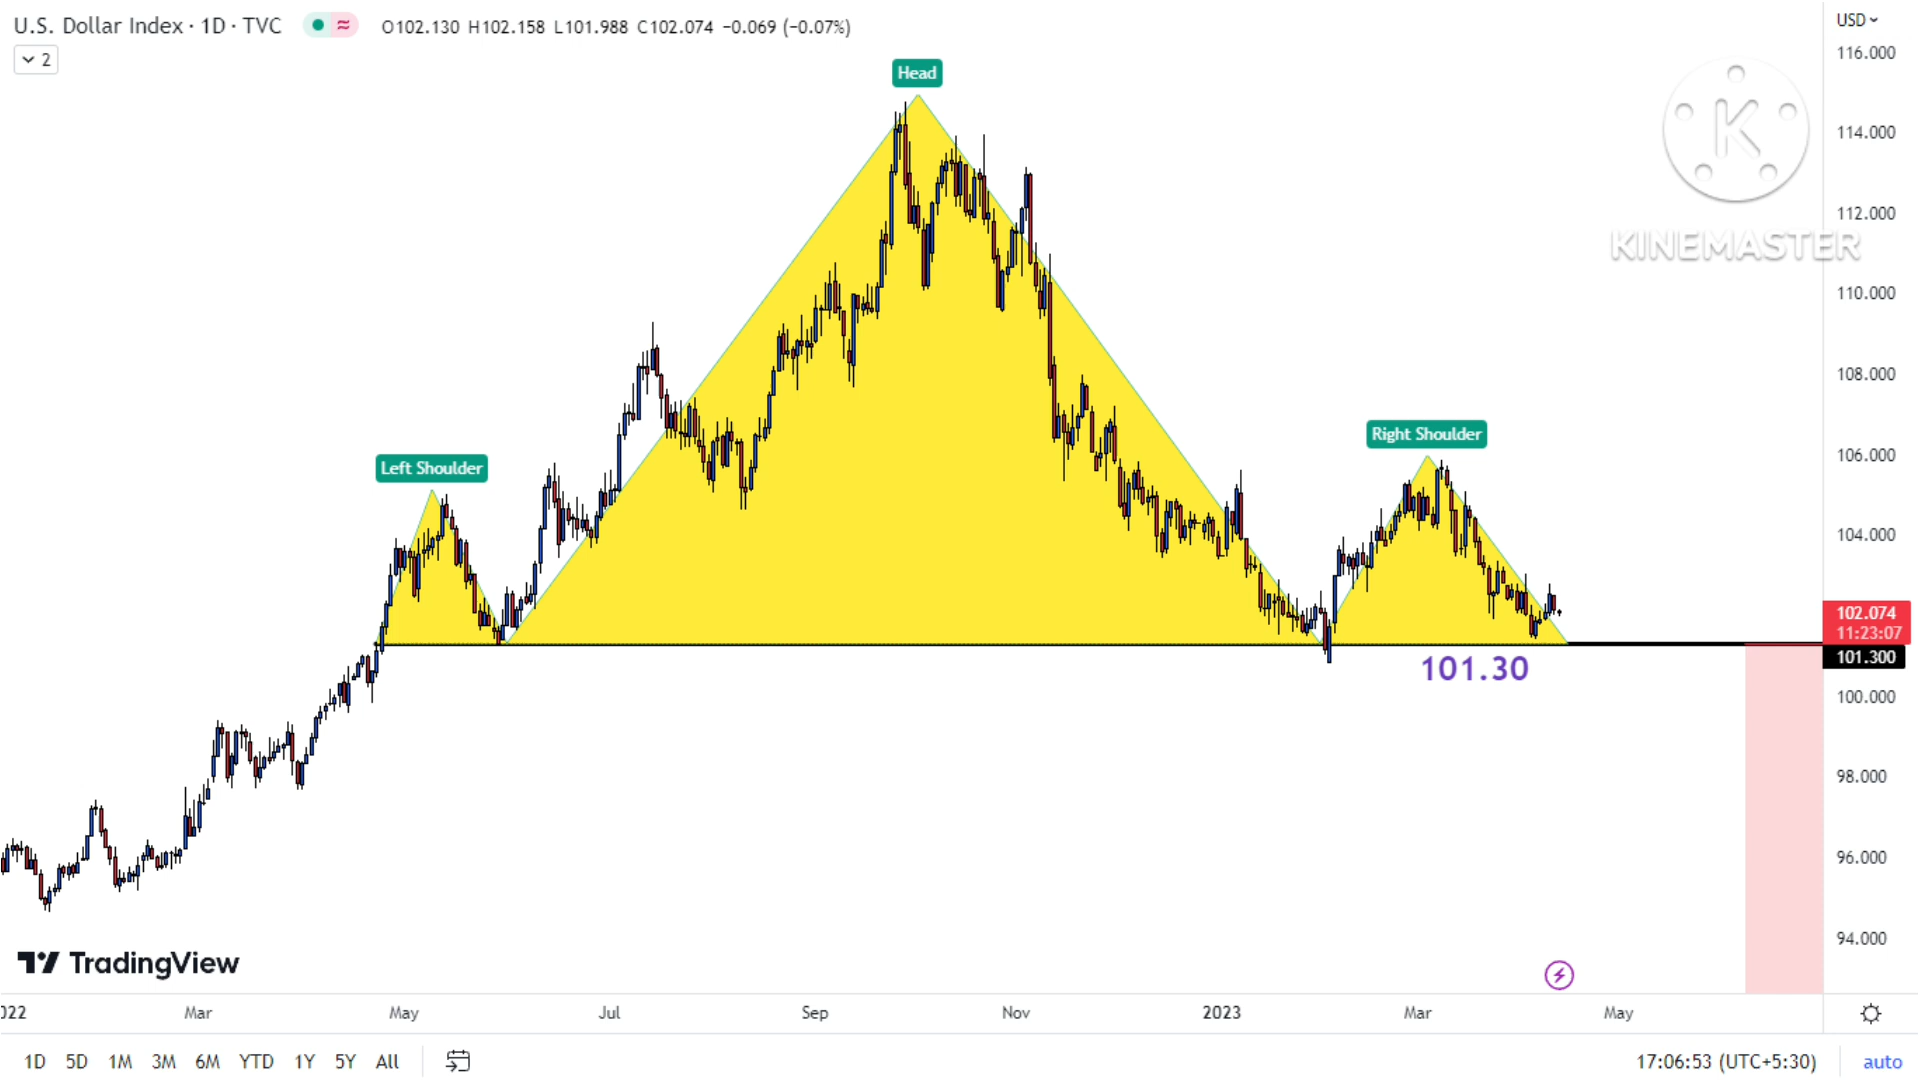 U.S. Dollar Index · 1D · TVC ≈ O102.130 H102.158 L101.988 C102.074 −0.069 (−0.07%)
2
USD
116.000
114.000
112.000
110.000
108.000
106.000
104.000
102.074
11:23:07
101.300
100.000
98.000
96.000
94.000
Head
K
KINEMASTER
Left Shoulder
Right Shoulder
101.30
TradingView
022 Mar May Jul Sep Nov 2023 Mar May
1D 5D 1M 3M 6M YTD 1Y 5Y All 17:06:53 (UTC+5:30) auto